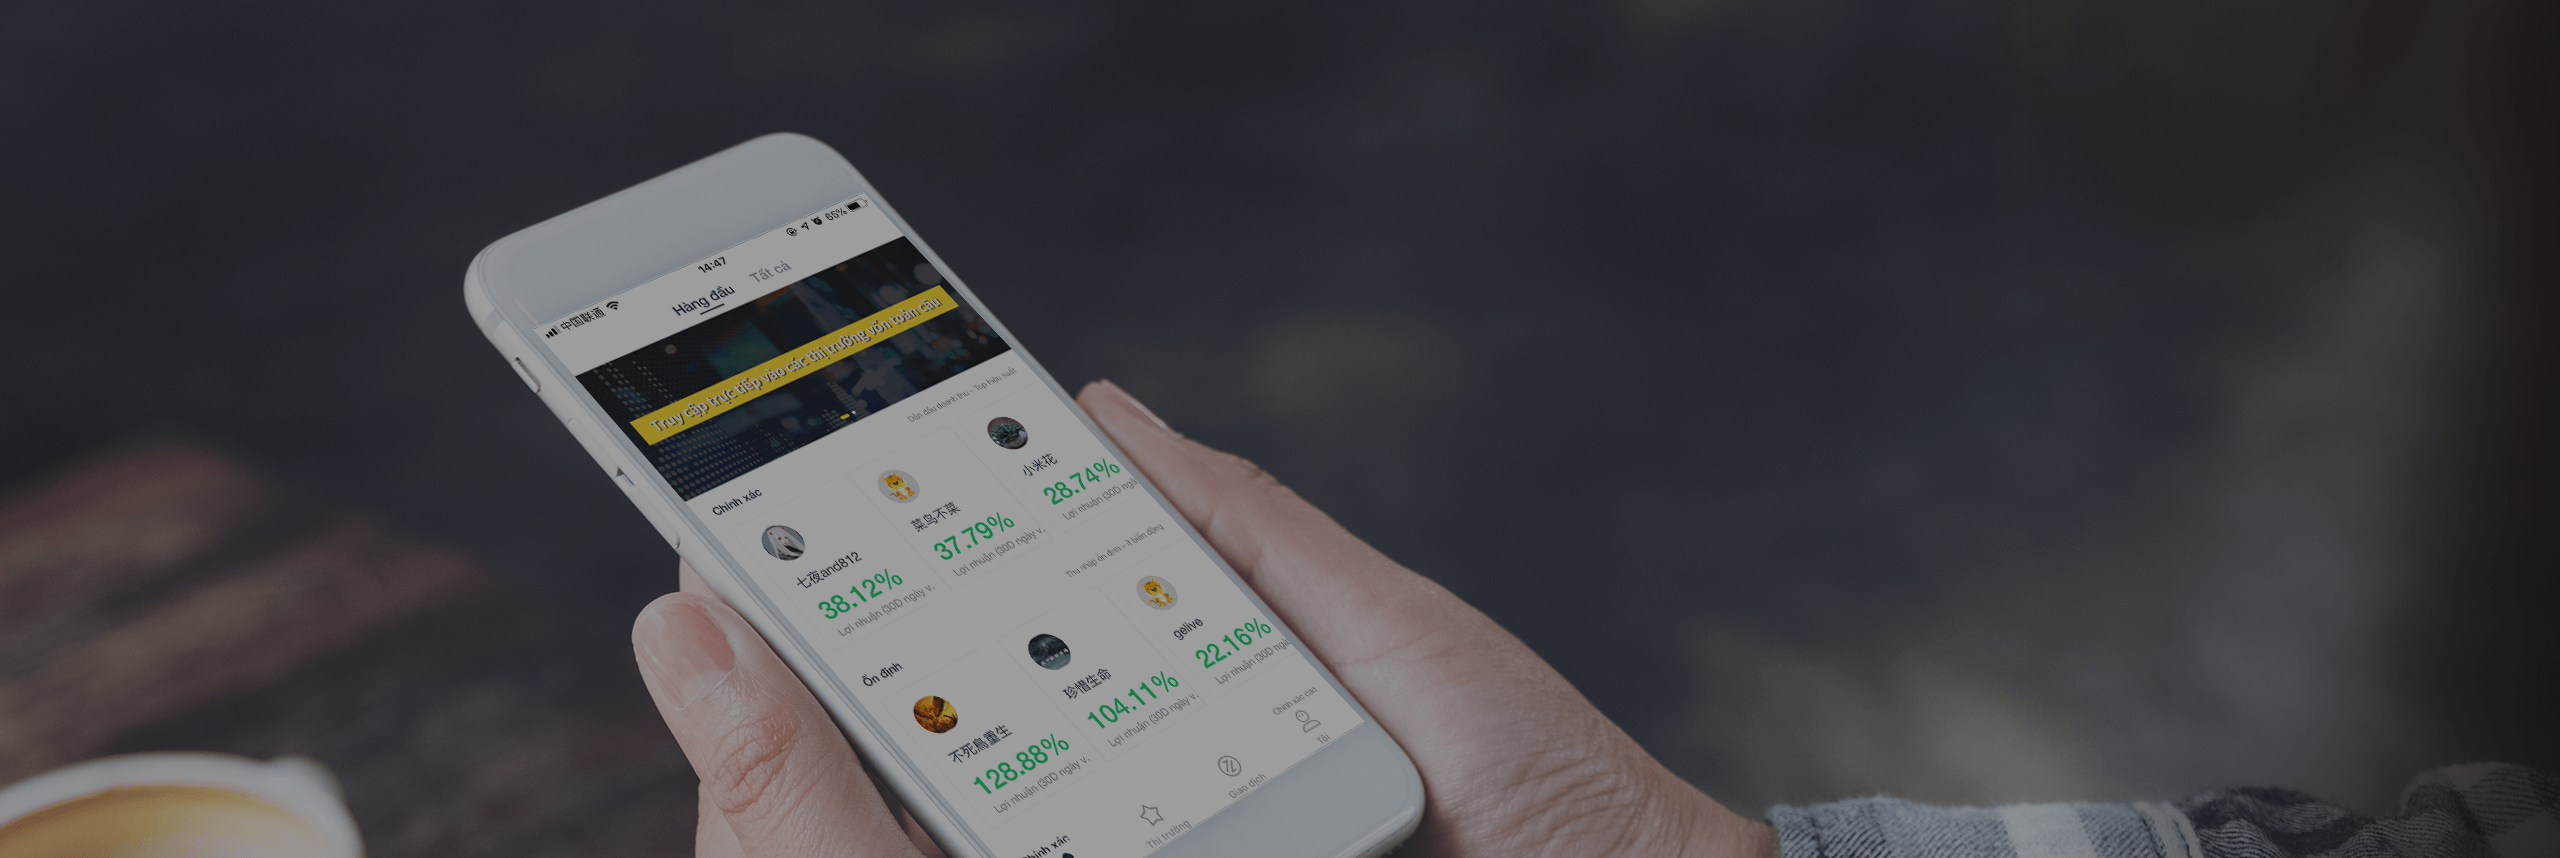 中国联通
14:47
65%
Hàng đầu
Tất cả
Truy cập trực tiếp vào các thị trường vốn toàn cầu
Chính xác
Dẫn đầu doanh thu - Top hiệu suất
七夜and812
38.12%
Lợi nhuận (30D ngày v.
菜鸟不菜
37.79%
Lợi nhuận (30D ngày v.
小米花
28.74%
Lợi nhuận (30D ngà
Ổn định
Thu nhập ổn định - ít biến động
不死鳥重生
128.88%
Lợi nhuận (30D ngày v.
珍惜生命
104.11%
Lợi nhuận (30D ngày v.
gelive
22.16%
Lợi nhuận (30D ngà
Chính xác
Chính xác cao
Thị trường
Giao dịch
Tôi